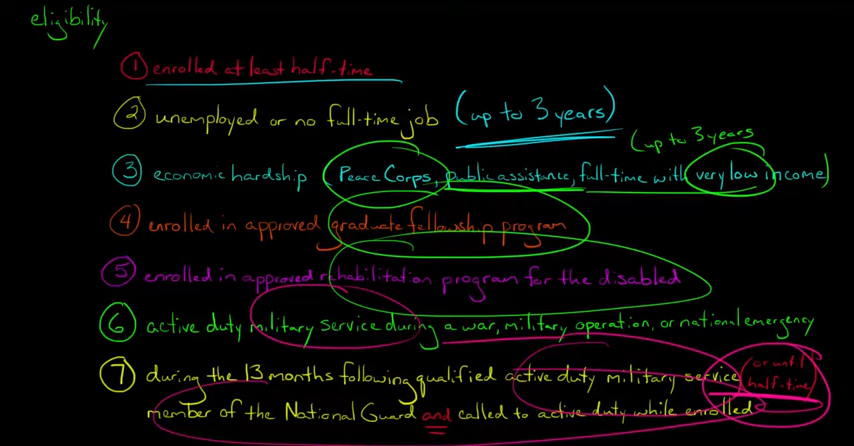 eligibility
① enrolled at least half-time
② unemployed or no full-time job (up to 3 years)
(up to 3 years
③ economic hardship (Peace Corps, public assistance, full-time with very low income)
④ enrolled in approved graduate fellowship program
⑤ enrolled in approved rehabilitation program for the disabled
⑥ active duty military service during a war, military operation, or national emergency
⑦ during the 13 months following qualified active duty military service (or until half-time)
member of the National Guard and called to active duty while enrolled